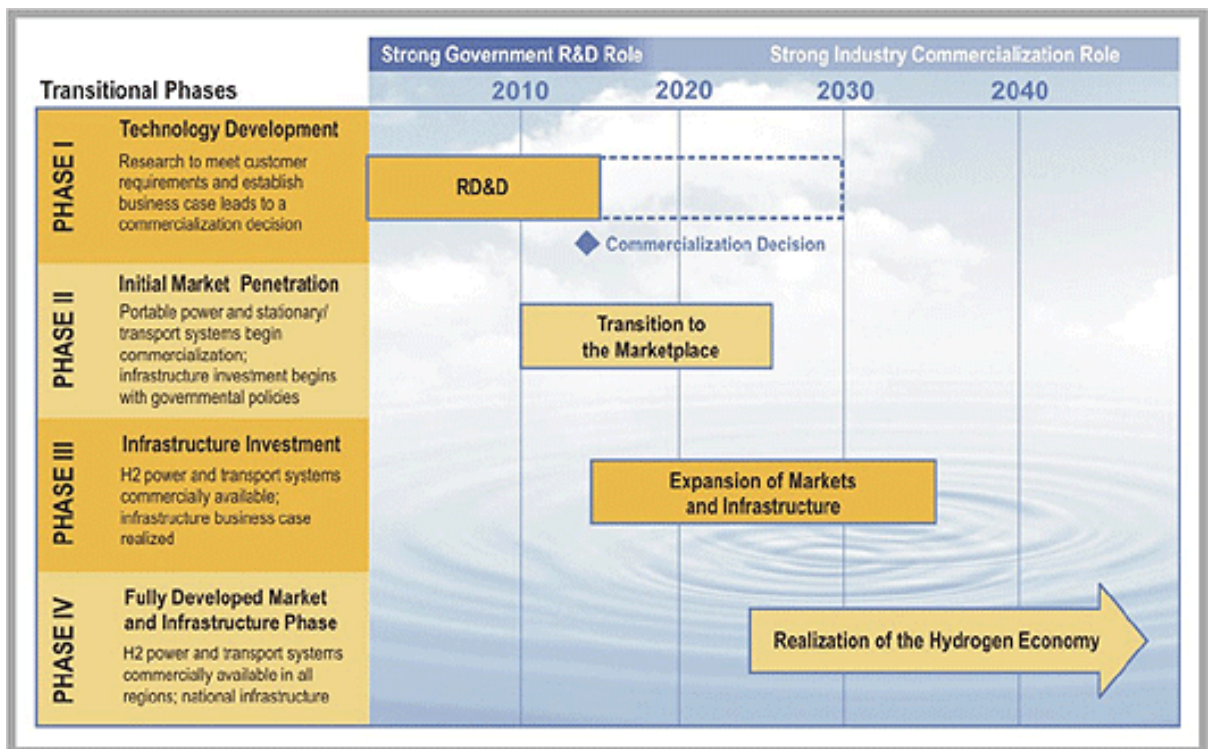 Strong Government R&D Role
Strong Industry Commercialization Role
Transitional Phases
2010
2020
2030
2040
PHASE I
Technology Development
Research to meet customer
requirements and establish
business case leads to a
commercialization decision
RD&D
Commercialization Decision
PHASE II
Initial Market Penetration
Portable power and stationary/
transport systems begin
commercialization;
infrastructure investment begins
with governmental policies
Transition to
the Marketplace
PHASE III
Infrastructure Investment
H2 power and transport systems
commercially available;
infrastructure business case
realized
Expansion of Markets
and Infrastructure
PHASE IV
Fully Developed Market
and Infrastructure Phase
H2 power and transport systems
commercially available in all
regions; national infrastructure
Realization of the Hydrogen Economy